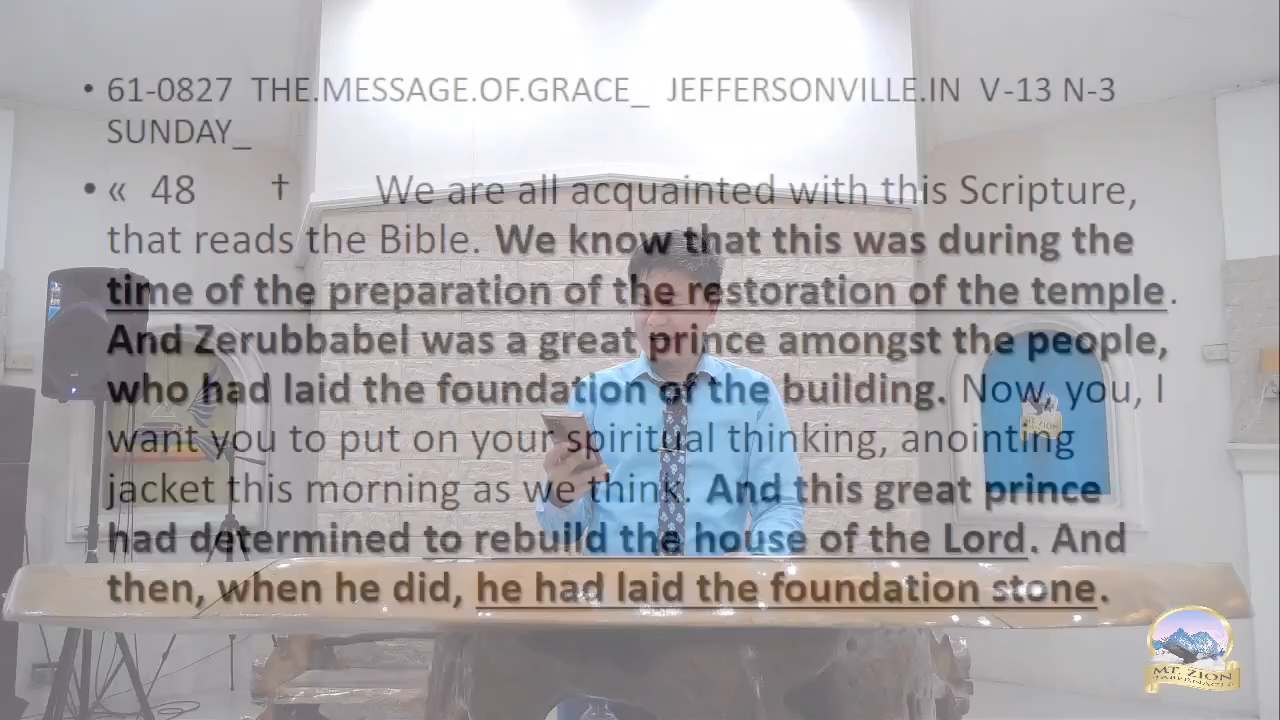 • 61-0827 THE.MESSAGE.OF.GRACE_ JEFFERSONVILLE.IN V-13 N-3
SUNDAY_
• « 48 † We are all acquainted with this Scripture,
that reads the Bible. We know that this was during the
time of the preparation of the restoration of the temple.
And Zerubbabel was a great prince amongst the people,
who had laid the foundation of the building. Now, you, I
want you to put on your spiritual thinking, anointing
jacket this morning as we think. And this great prince
had determined to rebuild the house of the Lord. And
then, when he did, he had laid the foundation stone.
MT. ZION
MT. ZION
TABERNACLE